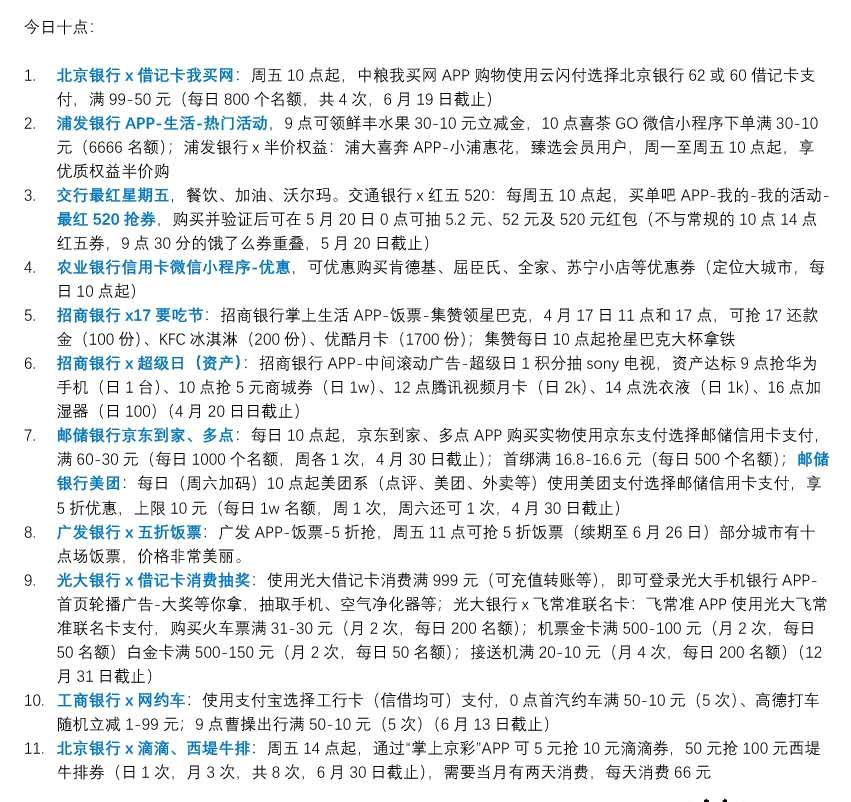 今日十点：
1. 北京银行 x 借记卡我买网：周五 10 点起，中粮我买网 APP 购物使用云闪付选择北京银行 62 或 60 借记卡支
付，满 99-50 元（每日 800 个名额，共 4 次，6 月 19 日截止）
2. 浦发银行 APP-生活-热门活动，9 点可领鲜丰水果 30-10 元立减金，10 点喜茶 GO 微信小程序下单满 30-10
元（6666 名额）；浦发银行 x 半价权益：浦大喜奔 APP-小浦惠花，臻选会员用户，周一至周五 10 点起，享
优质权益半价购
3. 交行最红星期五，餐饮、加油、沃尔玛。交通银行 x 红五 520：每周五 10 点起，买单吧 APP-我的-我的活动-
最红 520 抢券，购买并验证后可在 5 月 20 日 0 点可抽 5.2 元、52 元及 520 元红包（不与常规的 10 点 14 点
红五券，9 点 30 分的饿了么券重叠，5 月 20 日截止）
4. 农业银行信用卡微信小程序-优惠，可优惠购买肯德基、屈臣氏、全家、苏宁小店等优惠券（定位大城市，每
日 10 点起）
5. 招商银行 x17 要吃节：招商银行掌上生活 APP-饭票-集赞领星巴克，4 月 17 日 11 点和 17 点，可抢 17 还款
金（100 份）、KFC 冰淇淋（200 份）、优酷月卡（1700 份）；集赞每日 10 点起抢星巴克大杯拿铁
6. 招商银行 x 超级日（资产）：招商银行 APP-中间滚动广告-超级日 1 积分抽 sony 电视，资产达标 9 点抢华为
手机（日 1 台）、10 点抢 5 元商城券（日 1w）、12 点腾讯视频月卡（日 2k）、14 点洗衣液（日 1k）、16 点加
湿器（日 100）（4 月 20 日日截止）
7. 邮储银行京东到家、多点：每日 10 点起，京东到家、多点 APP 购买实物使用京东支付选择邮储信用卡支付，
满 60-30 元（每日 1000 个名额，周各 1 次，4 月 30 日截止）；首绑满 16.8-16.6 元（每日 500 个名额）；邮储
银行美团：每日（周六加码）10 点起美团系（点评、美团、外卖等）使用美团支付选择邮储信用卡支付，享
5 折优惠，上限 10 元（每日 1w 名额，周 1 次，周六还可 1 次，4 月 30 日截止）
8. 广发银行 x 五折饭票：广发 APP-饭票-5 折抢，周五 11 点可抢 5 折饭票（续期至 6 月 26 日）部分城市有十
点场饭票，价格非常美丽。
9. 光大银行 x 借记卡消费抽奖：使用光大借记卡消费满 999 元（可充值转账等），即可登录光大手机银行 APP-
首页轮播广告-大奖等你拿，抽取手机、空气净化器等；光大银行 x 飞常准联名卡：飞常准 APP 使用光大飞常
准联名卡支付，购买火车票满 31-30 元（月 2 次，每日 200 名额）；机票金卡满 500-100 元（月 2 次，每日
50 名额）白金卡满 500-150 元（月 2 次，每日 50 名额）；接送机满 20-10 元（月 4 次，每日 200 名额）（12
月 31 日截止）
10. 工商银行 x 网约车：使用支付宝选择工行卡（信借均可）支付，0 点首汽约车满 50-10 元（5 次）、高德打车
随机立减 1-99 元；9 点曹操出行满 50-10 元（5 次）（6 月 13 日截止）
11. 北京银行 x 滴滴、西堤牛排：周五 14 点起，通过“掌上京彩”APP 可 5 元抢 10 元滴滴券，50 元抢 100 元西堤
牛排券（日 1 次，月 3 次，共 8 次，6 月 30 日截止），需要当月有两天消费，每天消费 66 元